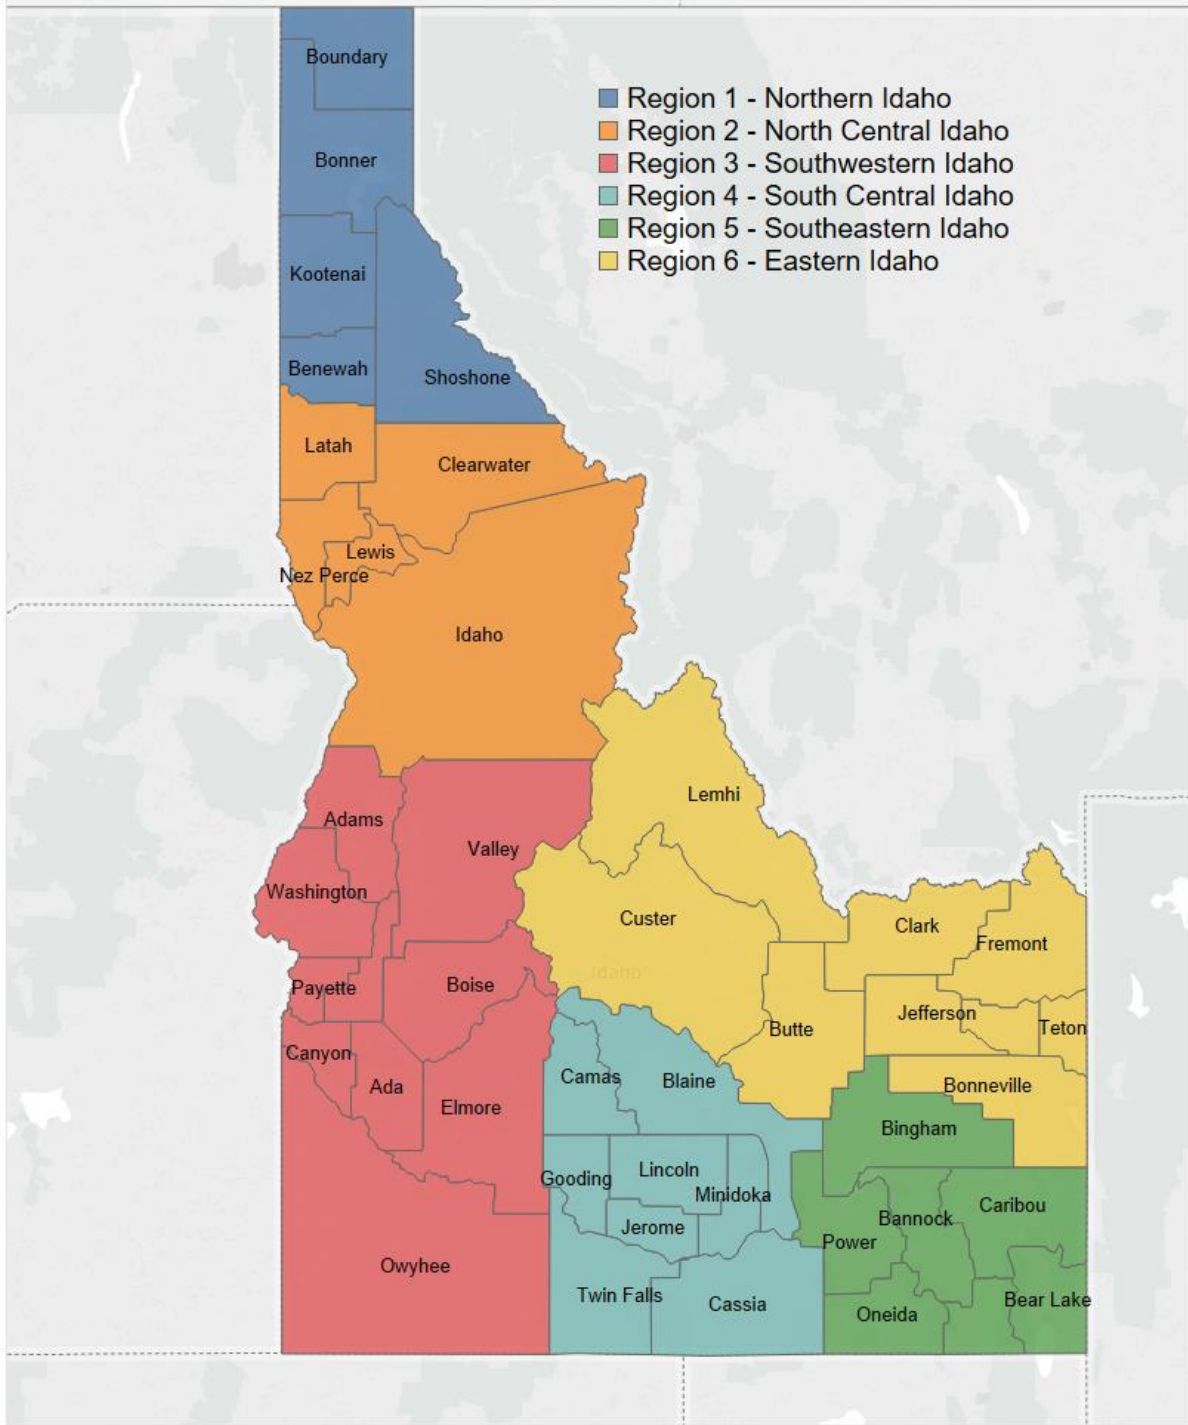 Boundary
Region 1 - Northern Idaho
Region 2 - North Central Idaho
Bonner
Region 3 - Southwestern Idaho
Region 4 - South Central Idaho
Region 5 - Southeastern Idaho
Region 6 - Eastern Idaho
Kootenai
Benewah
Shoshone
Latah
Clearwater
Lewis
Nez Perce
Idaho
Lemhi
Adams
Valley
Washington
Custer
Clark
Fremont
Idaho
Payette
Boise
Jefferson
Butte
Teton
Canyon
Camas
Blaine
Ada
Bonneville
Elmore
Bingham
Lincoln
Gooding
Minidoka
Caribou
Bannock
Jerome
Power
Owyhee
Twin Falls
Cassia
Bear Lake
Oneida